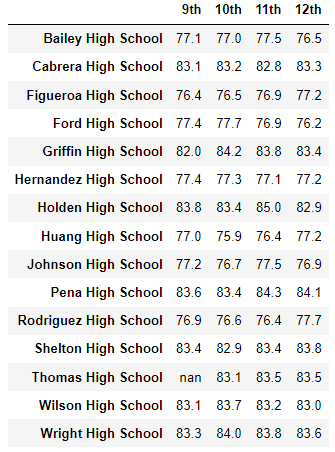 9th 10th 11th 12th
Bailey High School 77.1 77.0 77.5 76.5
Cabrera High School 83.1 83.2 82.8 83.3
Figueroa High School 76.4 76.5 76.9 77.2
Ford High School 77.4 77.7 76.9 76.2
Griffin High School 82.0 84.2 83.8 83.4
Hernandez High School 77.4 77.3 77.1 77.2
Holden High School 83.8 83.4 85.0 82.9
Huang High School 77.0 75.9 76.4 77.2
Johnson High School 77.2 76.7 77.5 76.9
Pena High School 83.6 83.4 84.3 84.1
Rodriguez High School 76.9 76.6 76.4 77.7
Shelton High School 83.4 82.9 83.4 83.8
Thomas High School nan 83.1 83.5 83.5
Wilson High School 83.1 83.7 83.2 83.0
Wright High School 83.3 84.0 83.8 83.6